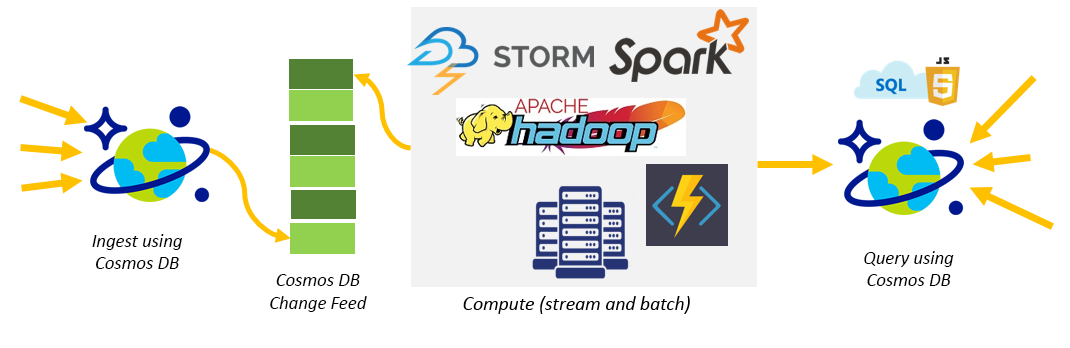 STORM
Spark
APACHE
hadoop
SQL
JS
5
Ingest using
Cosmos DB
Cosmos DB
Change Feed
Compute (stream and batch)
Query using
Cosmos DB